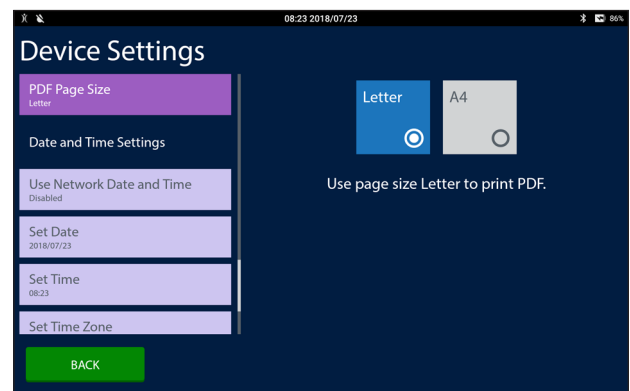 08:23 2018/07/23
86%
Device Settings
PDF Page Size
Letter
Date and Time Settings
Use Network Date and Time
Disabled
Set Date
2018/07/23
Set Time
08:23
Set Time Zone
BACK
Letter
A4
Use page size Letter to print PDF.